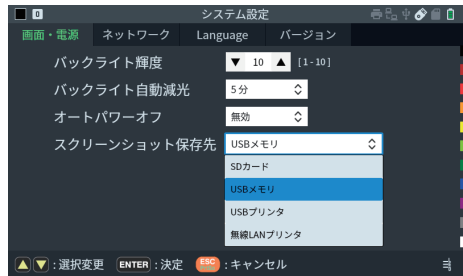 0 システム設定
画面・電源 ネットワーク Language バージョン
バックライト輝度 ▼ 10 ▲ [1-10]
バックライト自動減光 5分
オートパワーオフ 無効
スクリーンショット保存先 USBメモリ
SDカード
USBメモリ
USBプリンタ
無線LANプリンタ
▲▼:選択変更 ENTER:決定 ESC:キャンセル